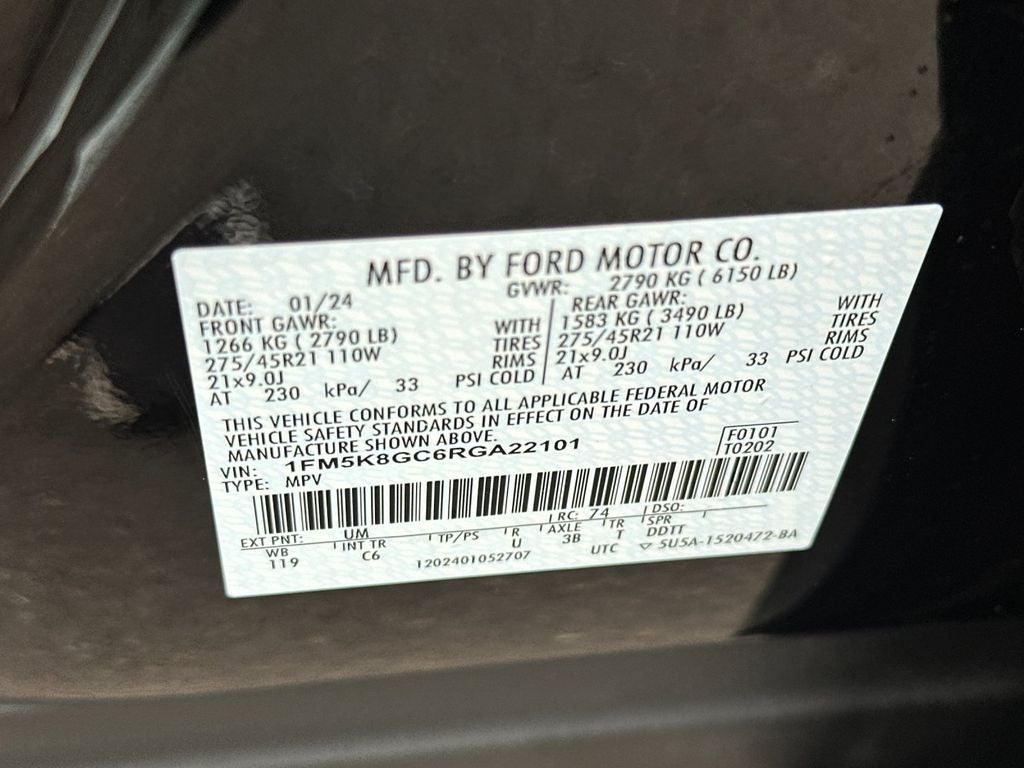 MFD. BY FORD MOTOR CO.
DATE: 01/24 GVWR: 2790 KG ( 6150 LB)
FRONT GAWR: REAR GAWR:
1266 KG ( 2790 LB) WITH 1583 KG ( 3490 LB) WITH
275/45R21 110W TIRES 275/45R21 110W TIRES
21x9.0J RIMS 21x9.0J RIMS
AT 230 kPa/ 33 PSI COLD AT 230 kPa/ 33 PSI COLD
THIS VEHICLE CONFORMS TO ALL APPLICABLE FEDERAL MOTOR
VEHICLE SAFETY STANDARDS IN EFFECT ON THE DATE OF
MANUFACTURE SHOWN ABOVE.
VIN: 1FM5K8GC6RGA22101 F0101
TYPE: MPV T0202
EXT PNT: UM RC: 74 DSO:
WB INT TR TP/PS R AXLE TR SPR
119 C6 U 3B T DDTT
1202401052707 UTC ▽ SU5A-1520472-BA